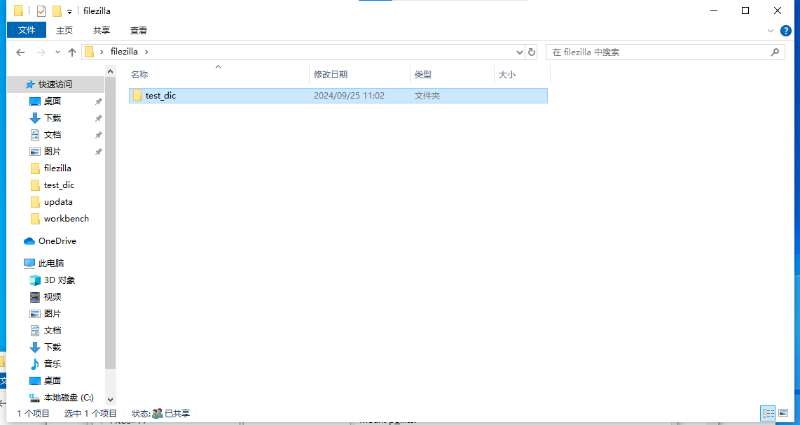 filezilla
文件
主页
共享
查看
filezilla
在 filezilla 中搜索
名称
修改日期
类型
大小
test_dic
2024/09/25 11:02
文件夹
快速访问
桌面
下载
文档
图片
filezilla
test_dic
updata
workbench
OneDrive
此电脑
3D 对象
视频
图片
文档
下载
音乐
桌面
本地磁盘 (C:)
1 个项目
选中 1 个项目
状态: 已共享